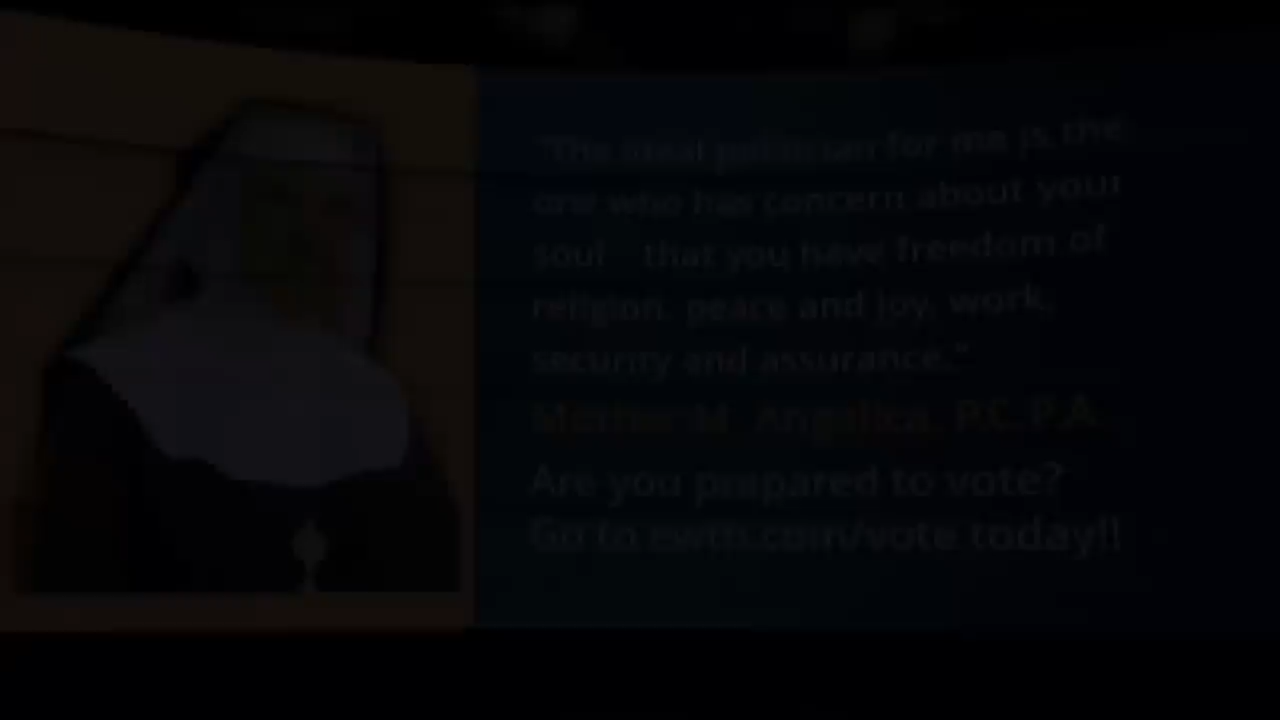 "The ideal politician for me is the
one who has concern about your
soul - that you have freedom of
religion, peace and joy, work,
security and assurance."
Mother M. Angelica, P.C.P.A.
Are you prepared to vote?
Go to ewtn.com/vote today!!